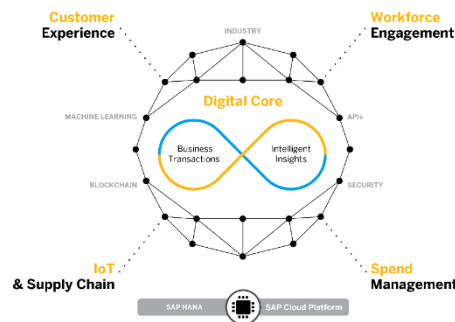 Customer
Experience
INDUSTRY
Workforce
Engagement
Digital Core
MACHINE LEARNING
APIs
Business
Transactions
Intelligent
Insights
BLOCKCHAIN
SECURITY
IoT
& Supply Chain
Spend
Management
SAP HANA
SAP Cloud Platform